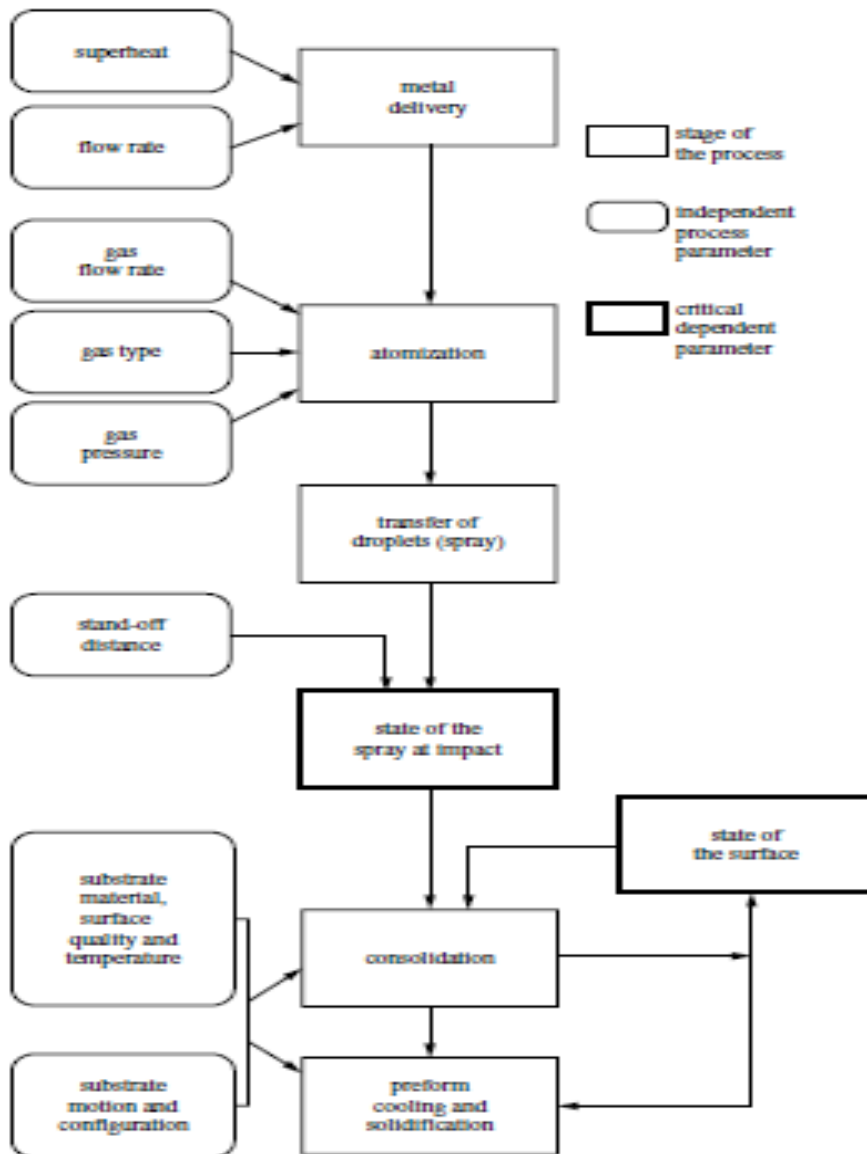 superheat
metal
delivery
flow rate
stage of
the process
independent
process
parameter
critical
dependent
parameter
gas
flow rate
gas type
gas
pressure
atomization
transfer of
droplets (spray)
stand-off
distance
state of the
spray at impact
state of
the surface
substrate
material,
surface
quality and
temperature
consolidation
substrate
motion and
configuration
preform
cooling and
solidification